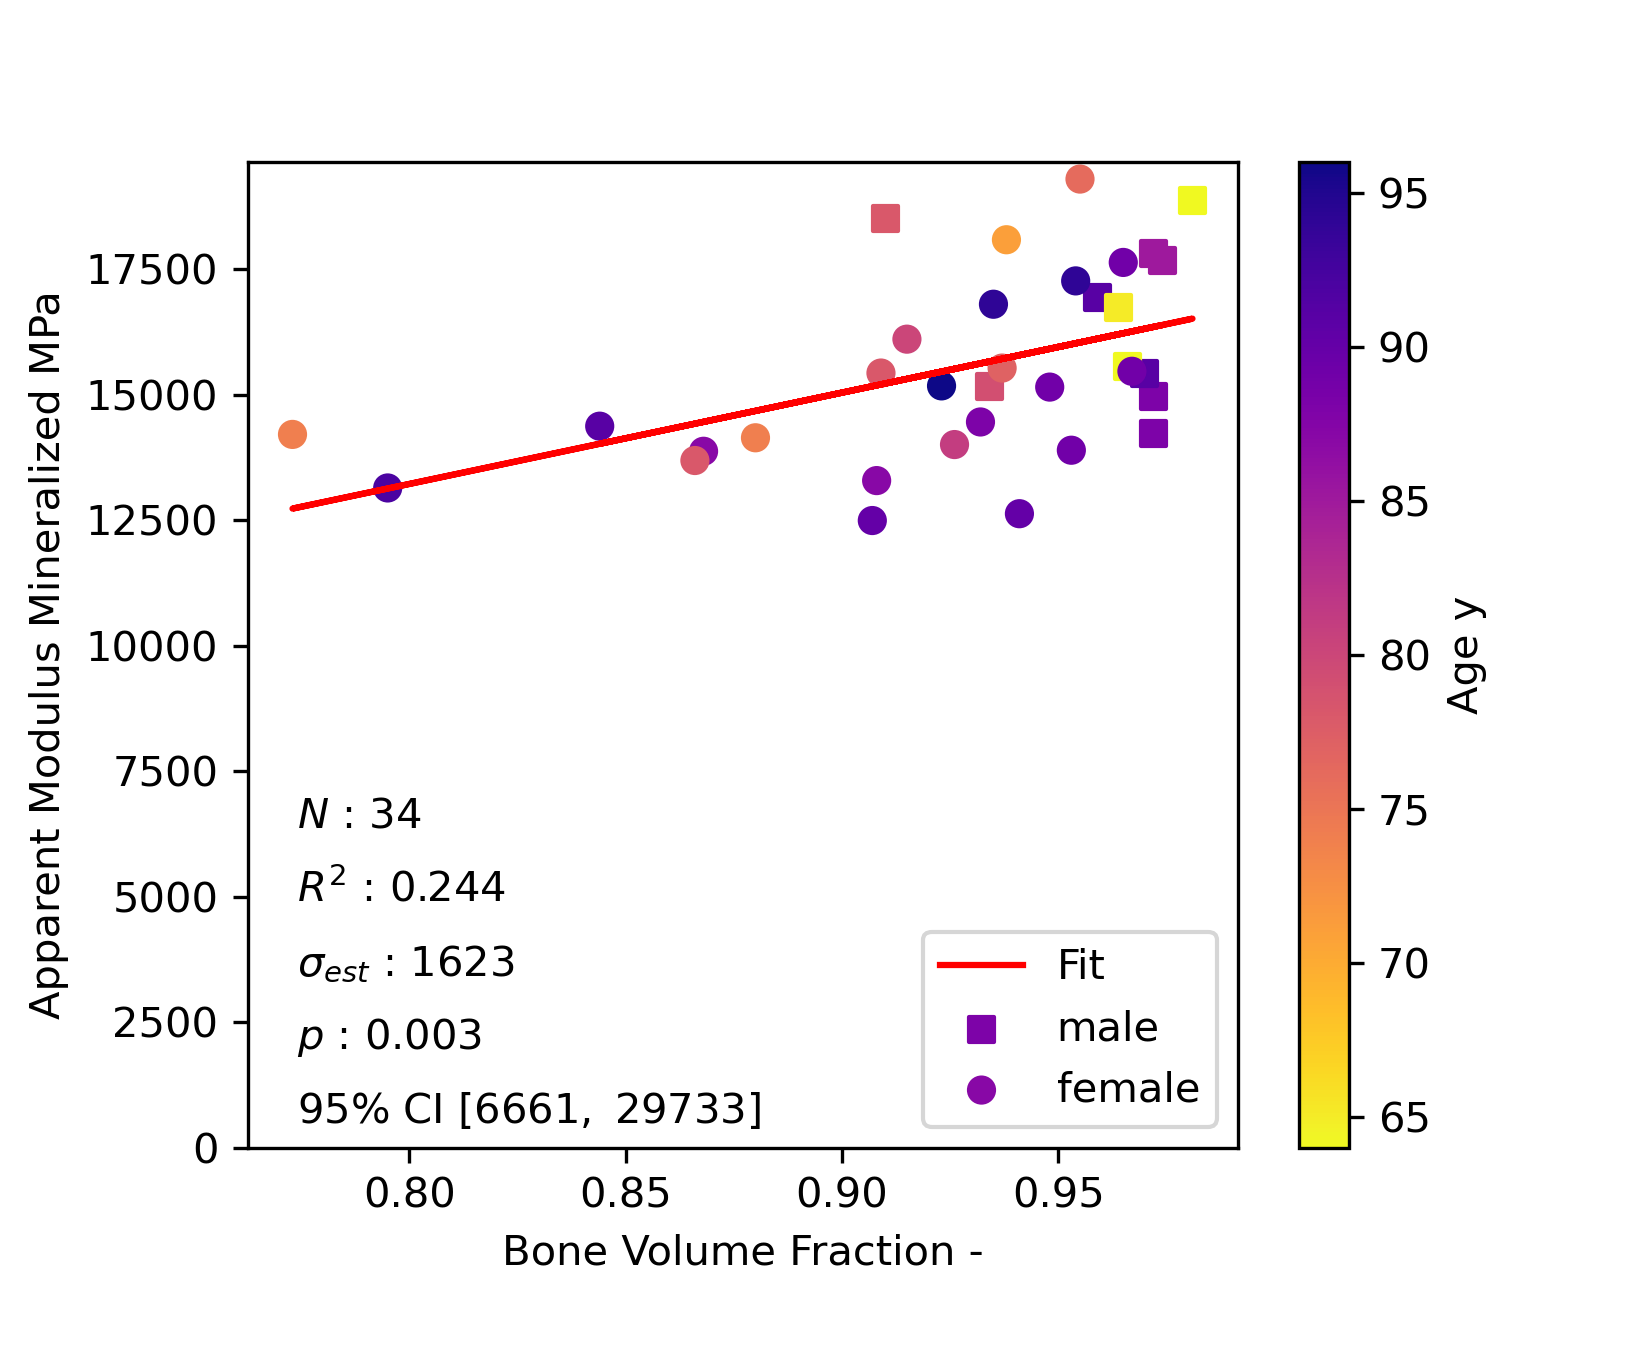 Apparent Modulus Mineralized MPa
17500
15000
12500
10000
7500
5000
2500
0
N : 34
R² : 0.244
σest : 1623
p : 0.003
95% CI [6661, 29733]
Fit
male
female
0.80 0.85 0.90 0.95
Bone Volume Fraction -
95
90
85
80
75
70
65
Age y